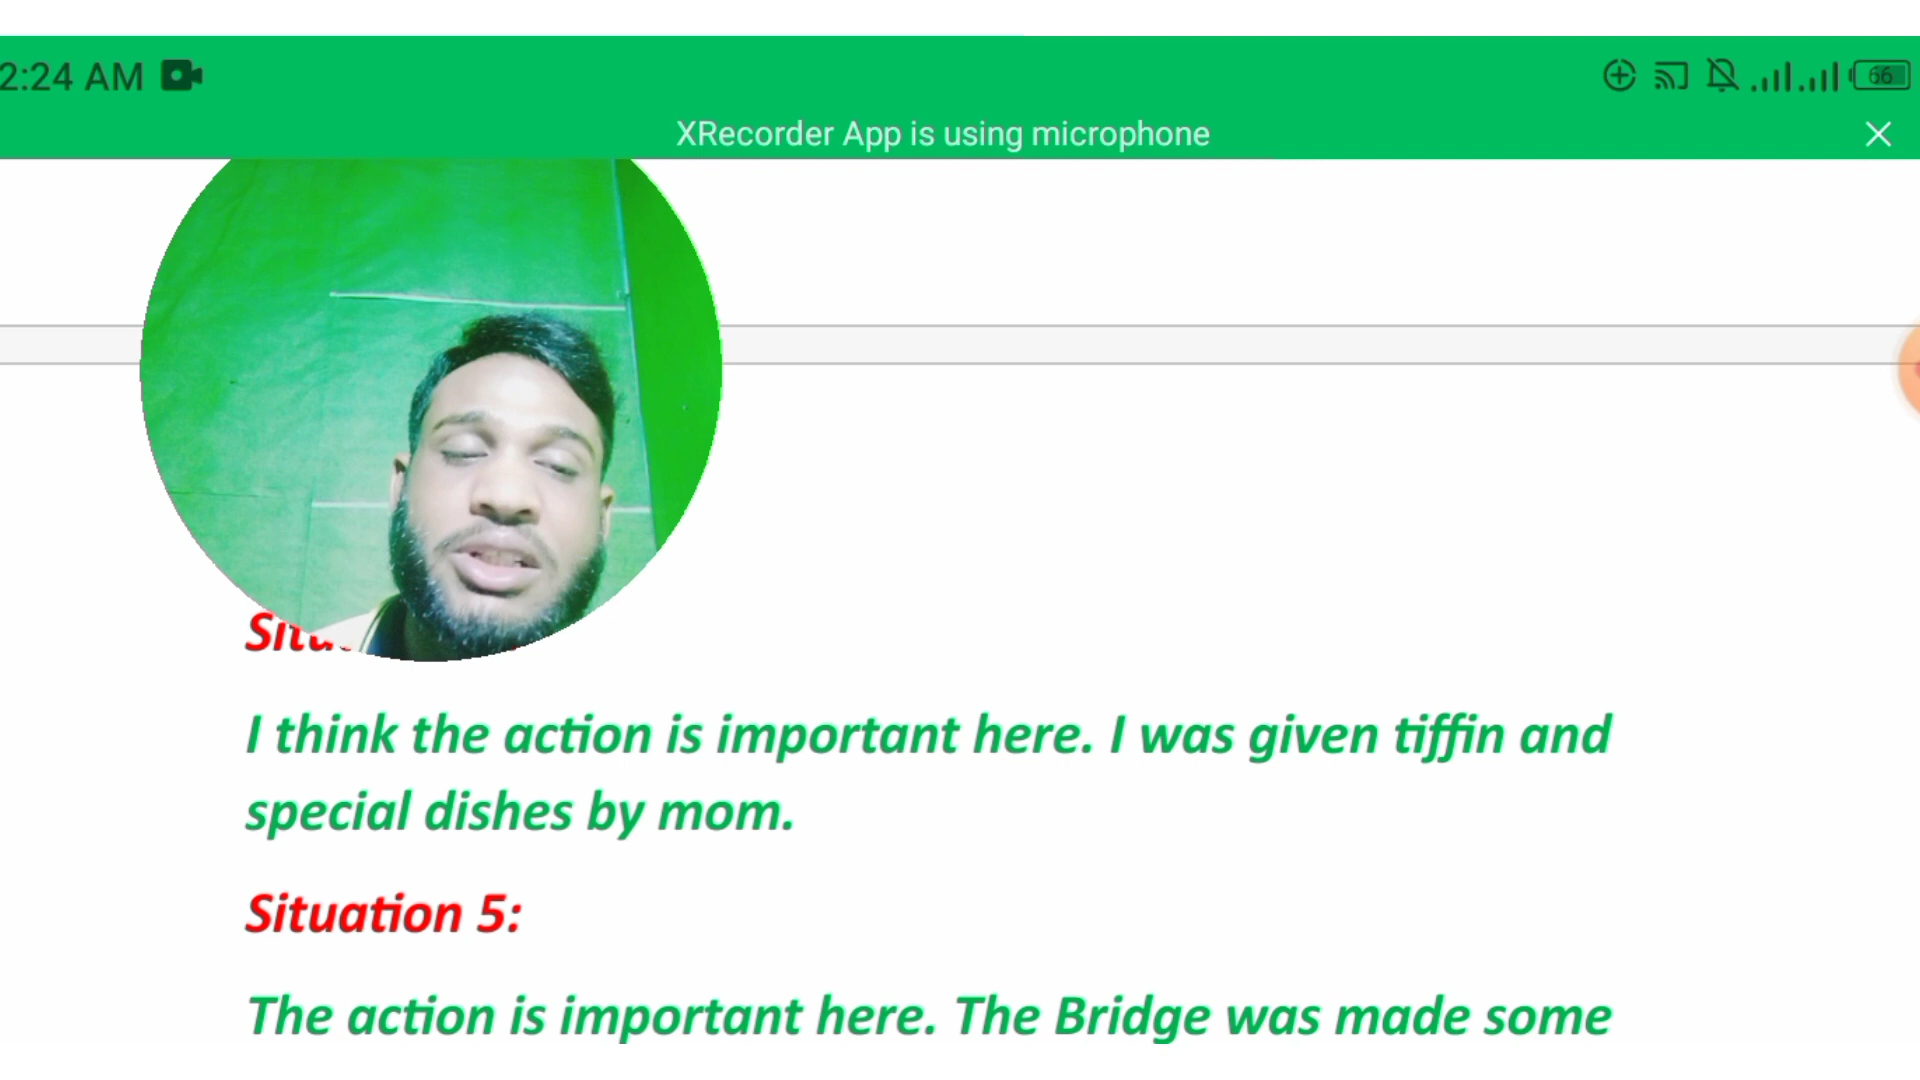 2:24 AM
66
XRecorder App is using microphone
I think the action is important here. I was given tiffin and
special dishes by mom.
Situation 5:
The action is important here. The Bridge was made some